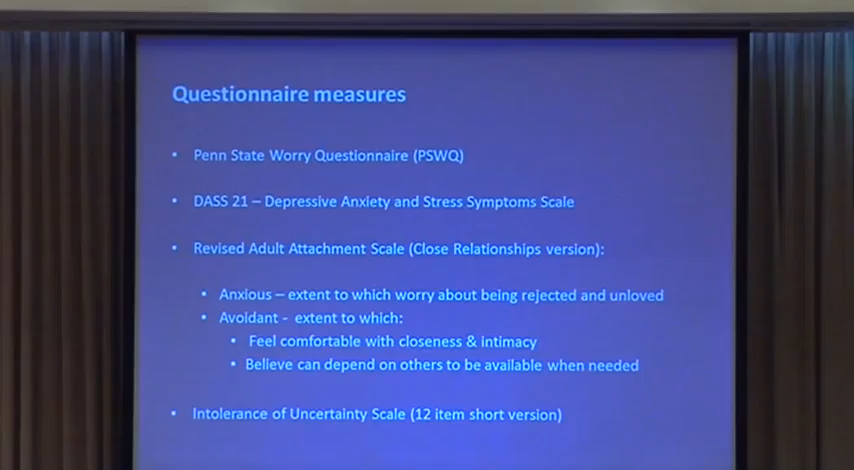 Questionnaire measures
• Penn State Worry Questionnaire (PSWQ)
• DASS 21 – Depressive Anxiety and Stress Symptoms Scale
• Revised Adult Attachment Scale (Close Relationships version):
• Anxious – extent to which worry about being rejected and unloved
• Avoidant - extent to which:
• Feel comfortable with closeness & intimacy
• Believe can depend on others to be available when needed
• Intolerance of Uncertainty Scale (12 item short version)